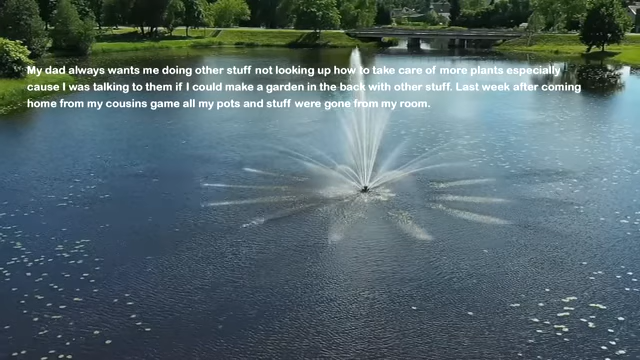 My dad always wants me doing other stuff not looking up how to take care of more plants especially
cause I was talking to them if I could make a garden in the back with other stuff. Last week after coming
home from my cousins game all my pots and stuff were gone from my room.